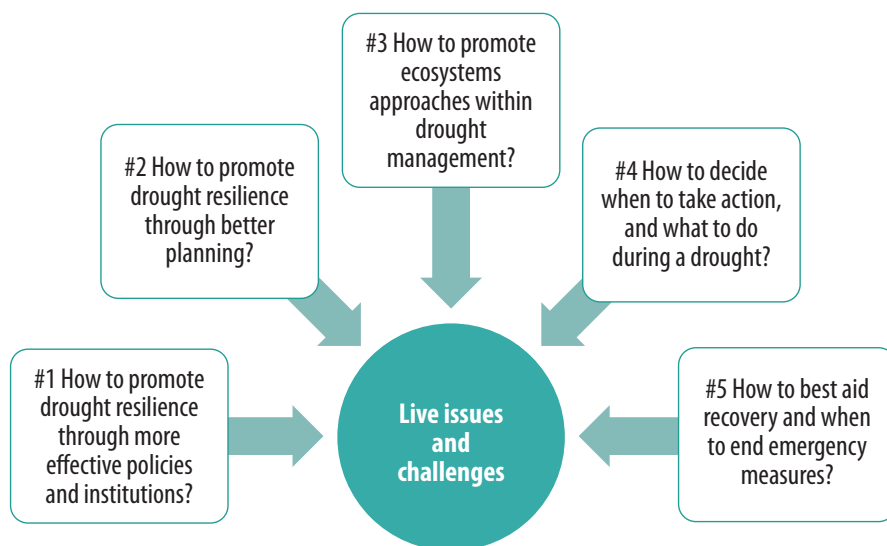 #1 How to promote
drought resilience
through more
effective policies
and institutions?
#2 How to promote
drought resilience
through better
planning?
#3 How to promote
ecosystems
approaches within
drought
management?
#4 How to decide
when to take action,
and what to do
during a drought?
#5 How to best aid
recovery and when
to end emergency
measures?
Live issues
and
challenges